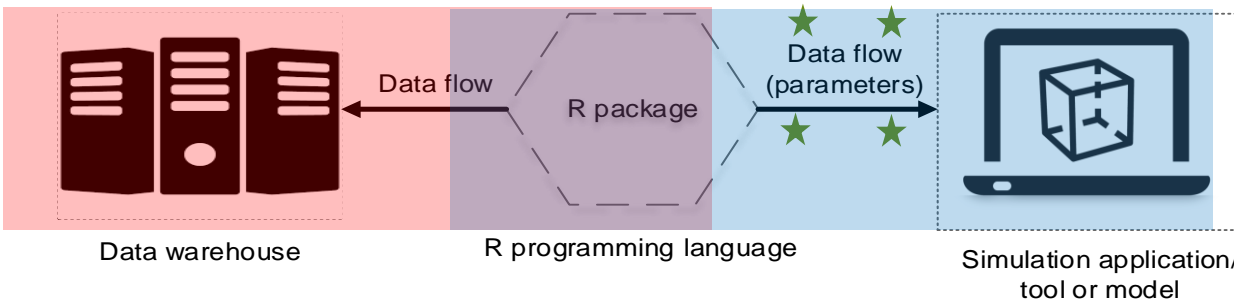 Data flow
R package
Data flow
(parameters)
Data warehouse
R programming language
Simulation application/
tool or model